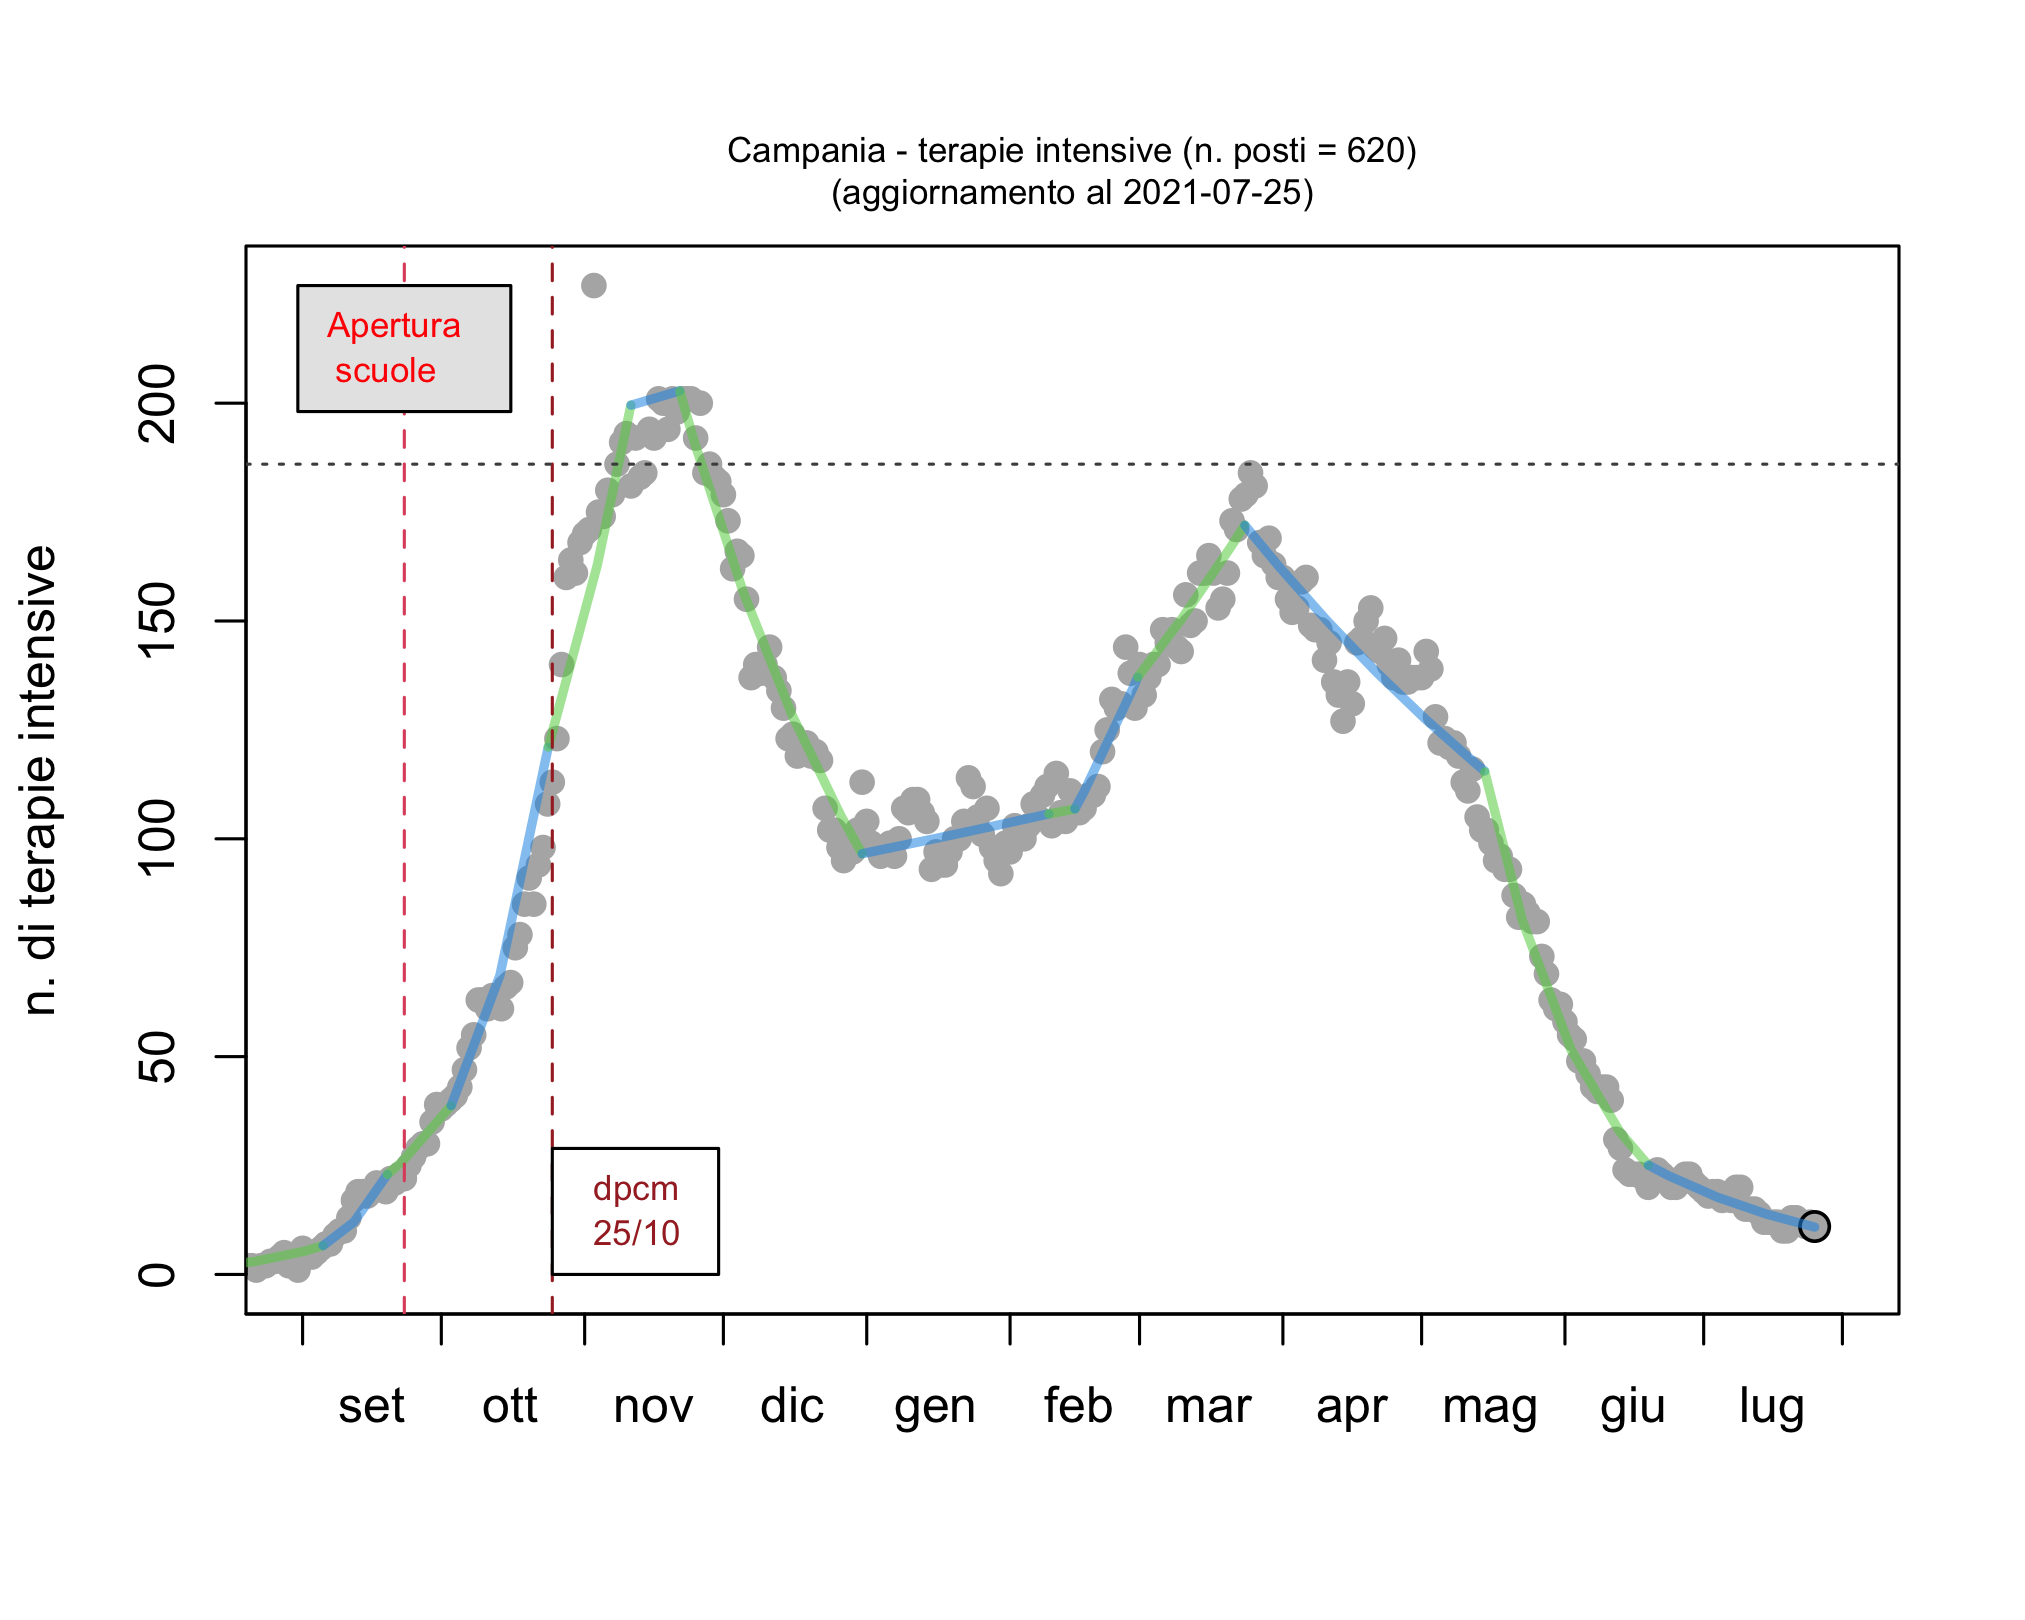 Campania - terapie intensive (n. posti = 620)
(aggiornamento al 2021-07-25)
Apertura
scuole
dpcm
25/10
n. di terapie intensive
200
150
100
50
0
set ott nov dic gen feb mar apr mag giu lug